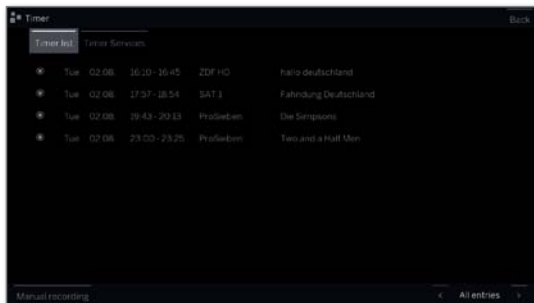 Timer Back
Timer list Timer Services
Tue 02.08. 16:10 - 16:45 ZDF HD hallo deutschland
Tue 02.08. 17:57 - 18:54 SAT.1 Fahndung Deutschland
Tue 02.08. 19:43 - 20:13 ProSieben Die Simpsons
Tue 02.08. 23:00 - 23:25 ProSieben Two and a Half Men
Manual recording < All entries >